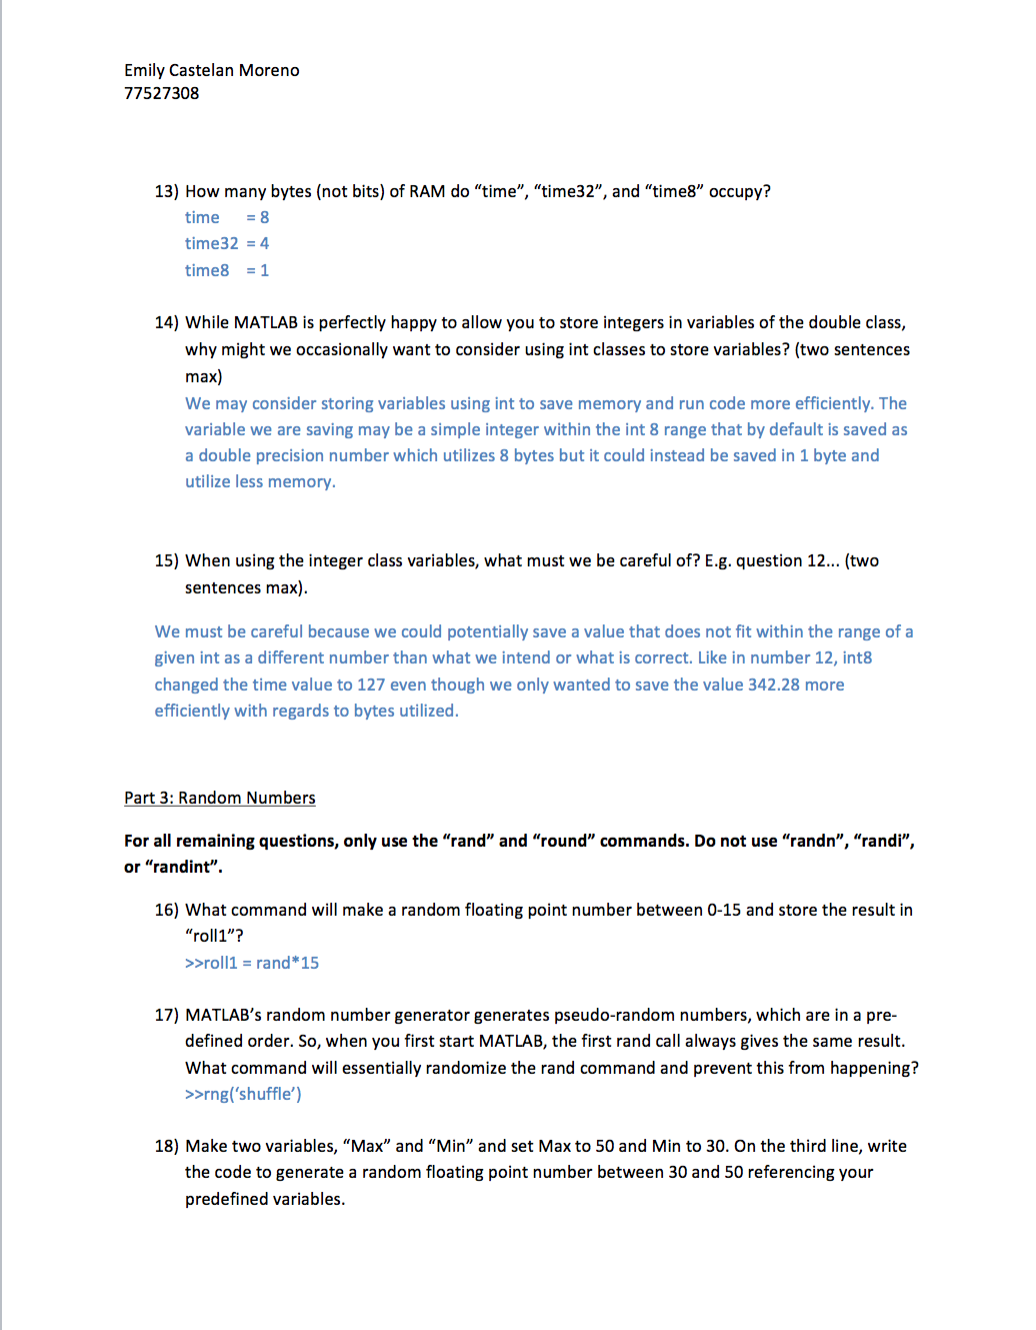 Emily Castelan Moreno
77527308
13) How many bytes (not bits) of RAM do “time”, “time32”, and “time8” occupy?
time = 8
time32 = 4
time8 = 1
14) While MATLAB is perfectly happy to allow you to store integers in variables of the double class,
why might we occasionally want to consider using int classes to store variables? (two sentences
max)
We may consider storing variables using int to save memory and run code more efficiently. The
variable we are saving may be a simple integer within the int 8 range that by default is saved as
a double precision number which utilizes 8 bytes but it could instead be saved in 1 byte and
utilize less memory.
15) When using the integer class variables, what must we be careful of? E.g. question 12... (two
sentences max).
We must be careful because we could potentially save a value that does not fit within the range of a
given int as a different number than what we intend or what is correct. Like in number 12, int8
changed the time value to 127 even though we only wanted to save the value 342.28 more
efficiently with regards to bytes utilized.
Part 3: Random Numbers
For all remaining questions, only use the “rand” and “round” commands. Do not use “randn”, “randi”,
or “randint”.
16) What command will make a random floating point number between 0-15 and store the result in
“roll1”?
>>roll1 = rand*15
17) MATLAB’s random number generator generates pseudo-random numbers, which are in a pre-
defined order. So, when you first start MATLAB, the first rand call always gives the same result.
What command will essentially randomize the rand command and prevent this from happening?
>>rng(‘shuffle’)
18) Make two variables, “Max” and “Min” and set Max to 50 and Min to 30. On the third line, write
the code to generate a random floating point number between 30 and 50 referencing your
predefined variables.